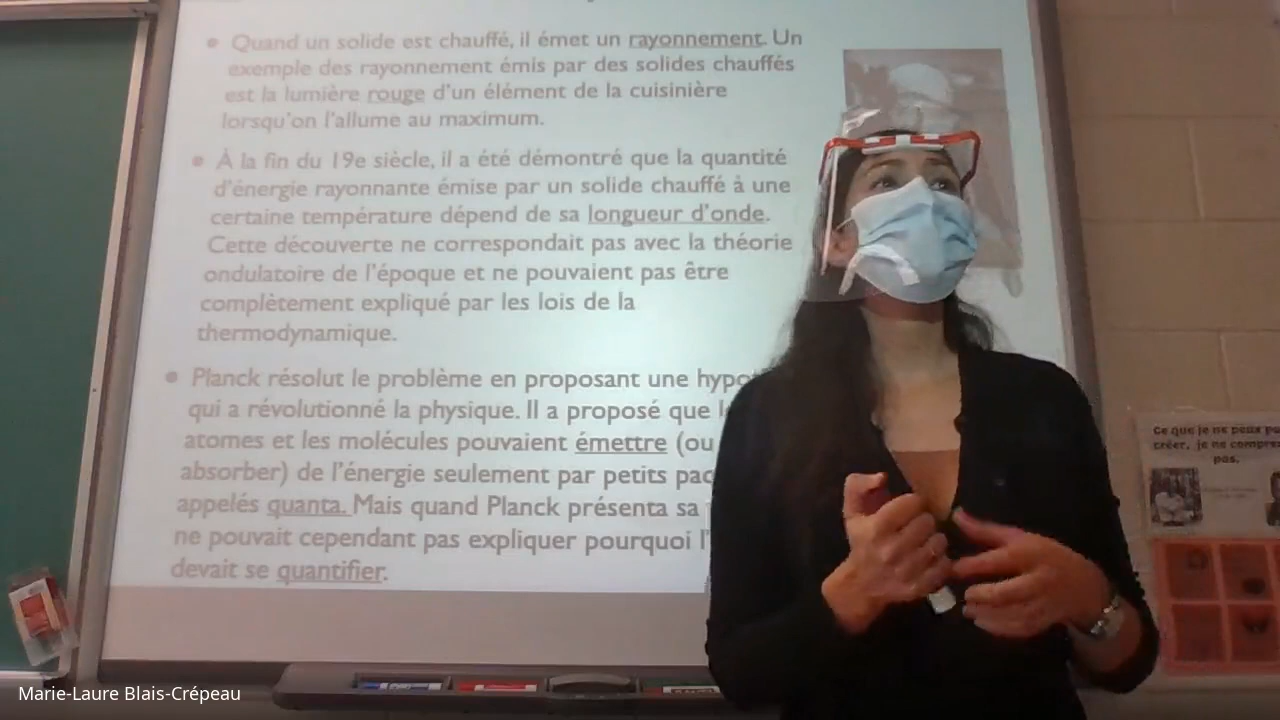 Quand un solide est chauffé, il émet un rayonnement. Un
exemple des rayonnement émis par des solides chauffés
est la lumière rouge d'un élément de la cuisinière
lorsqu'on l'allume au maximum.
À la fin du 19e siècle, il a été démontré que la quantité
d'énergie rayonnante émise par un solide chauffé à une
certaine température dépend de sa longueur d'onde.
Cette découverte ne correspondait pas avec la théorie
ondulatoire de l'époque et ne pouvaient pas être
complètement expliqué par les lois de la
thermodynamique.
Planck résolut le problème en proposant une hypo
qui a révolutionné la physique. Il a proposé que l
atomes et les molécules pouvaient émettre (ou
absorber) de l'énergie seulement par petits paq
appelés quanta. Mais quand Planck présenta sa
ne pouvait cependant pas expliquer pourquoi l'
devait se quantifier.
Ce que je ne peux pa
créer, je ne compre
pas.
Marie-Laure Blais-Crépeau